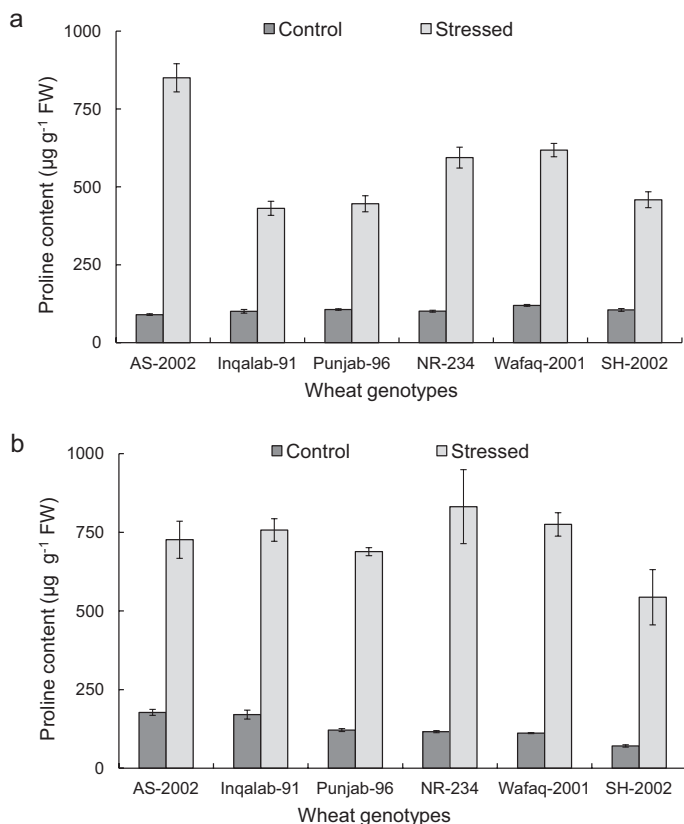 a
Control Stressed
1000
750
500
250
0
Proline content (µg g-1 FW)
AS-2002 Inqalab-91 Punjab-96 NR-234 Wafaq-2001 SH-2002
Wheat genotypes
b
Control Stressed
1000
750
500
250
0
Proline content (µg g-1 FW)
AS-2002 Inqalab-91 Punjab-96 NR-234 Wafaq-2001 SH-2002
Wheat genotypes